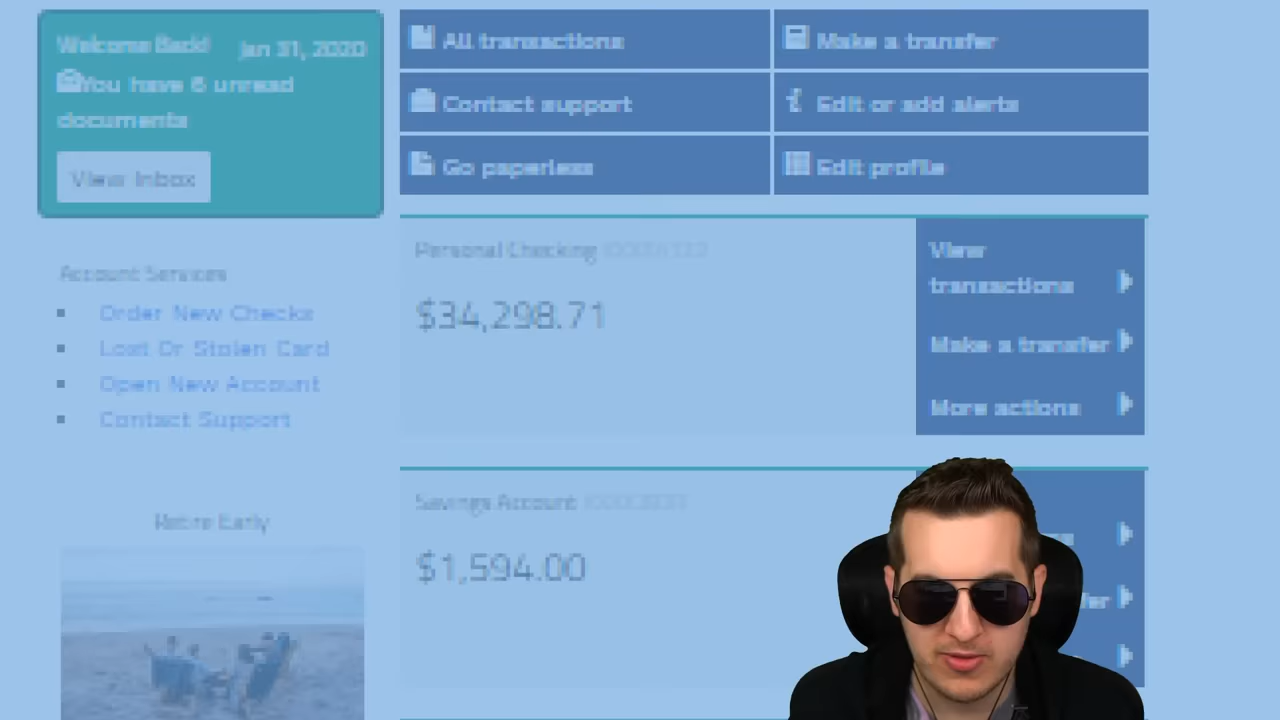 Welcome Back!
Jan 31, 2020
You have 6 unread
documents
View Inbox
All transactions
Make a transfer
Contact support
Edit or add alerts
Go paperless
Edit profile
Account Services
Order New Checks
Lost Or Stolen Card
Open New Account
Contact Support
Retire Early
Personal Checking
$34,298.71
View
transactions
Make a transfer
More actions
Savings Account
$1,594.00